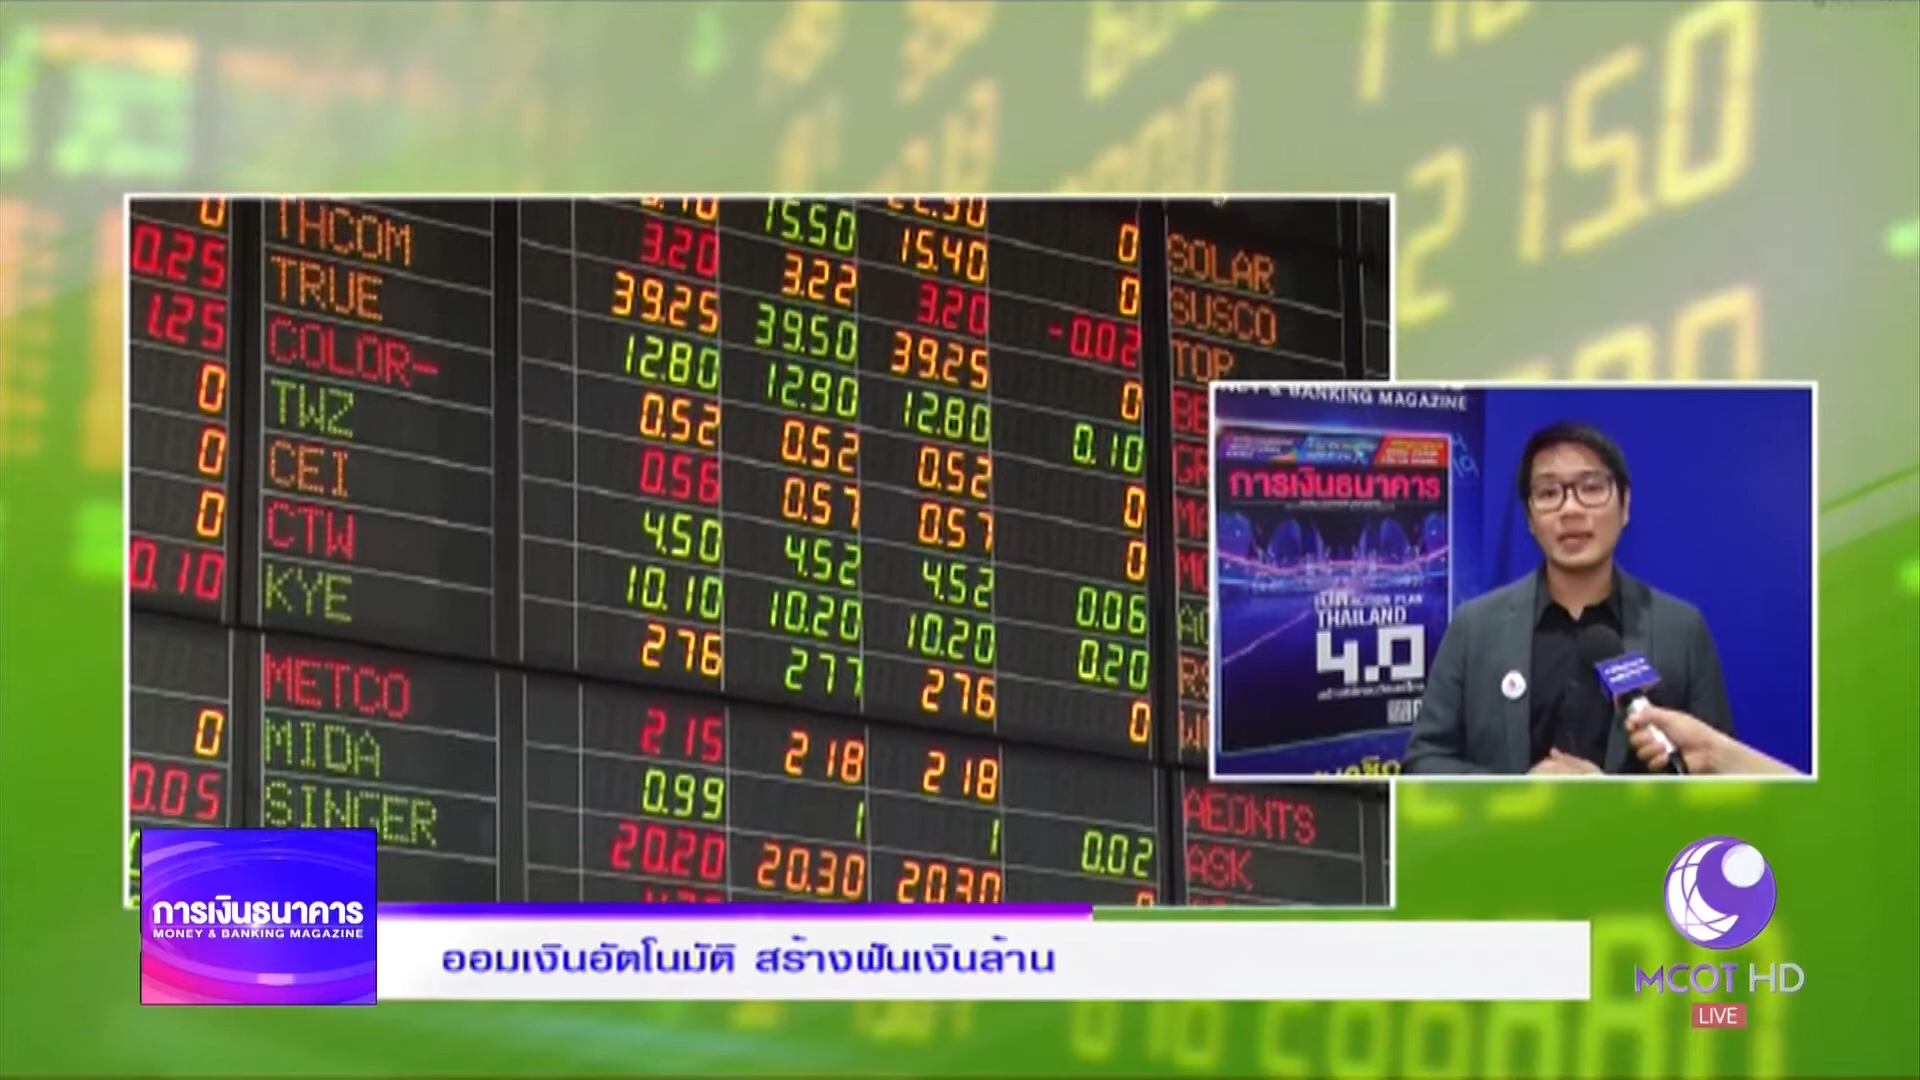 2150
0 THCOM 15.50 15.40 0 SOLAR
0.25 TRUE 3.20 3.22 3.20 0 SUSCO
1.25 COLOR- 39.25 39.50 39.25 -0.02 TOP
0 TWZ 12.80 12.90 12.80 0
0 CEI 0.52 0.52 0.52 0.10
0 CTW 0.56 0.57 0.57 0
0.10 KYE 4.50 4.52 4.52 0
10.10 10.20 10.20 0.06
METCO 276 277 276 0.20
0 MIDA 215 218 218 0
0.05 SINGER 0.99 1 1 AEONTS
20.20 20.30 20.30 0.02 ASK
& BANKING MAGAZINE
การเงินธนาคาร
ACTION PLAN
THAILAND
4.0
การเงินธนาคาร
MONEY & BANKING MAGAZINE
ออมเงินอัตโนมัติ สร้างฝันเงินล้าน
MCOT HD
LIVE